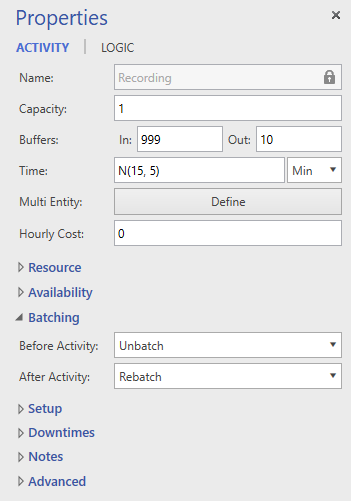 Properties
ACTIVITY LOGIC
Name: Recording
Capacity: 1
Buffers: In: 999 Out: 10
Time: N(15, 5) Min
Multi Entity: Define
Hourly Cost: 0
Resource
Availability
Batching
Before Activity: Unbatch
After Activity: Rebatch
Setup
Downtimes
Notes
Advanced